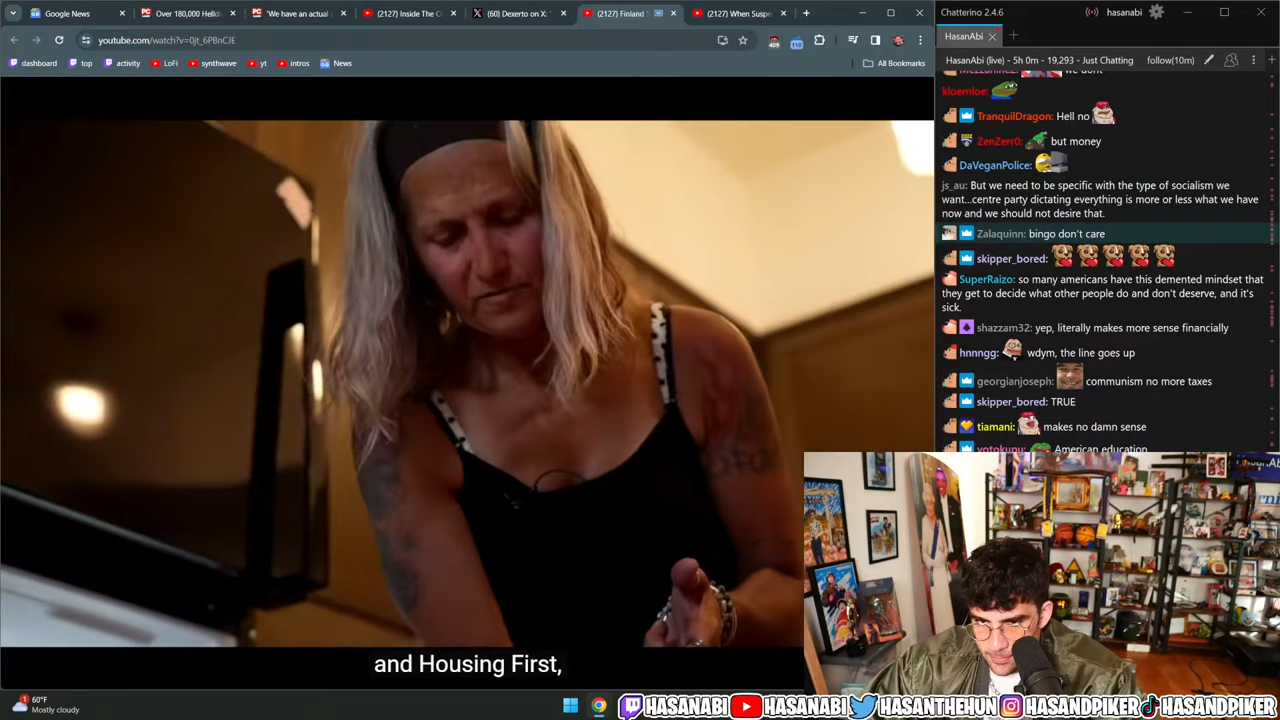 Google News
Over 180,000 Helldi
'We have an actual
(2127) Inside The C
(60) Dexerto on X: "
(2127) Finland S
(2127) When Suspe
youtube.com/watch?v=0jt_6PBnCJE
409
110
dashboard
top
activity
LoFi
synthwave
yt
intros
News
All Bookmarks
Chatterino 2.4.6
hasanabi
HasanAbi
HasanAbi (live) - 5h 0m - 19,293 - Just Chatting
follow(10m)
we dont
kloemloe:
TranquilDragon: Hell no
ZenZerr0: but money
DaVeganPolice:
js_au: But we need to be specific with the type of socialism we
want...centre party dictating everything is more or less what we have
now and we should not desire that.
Zalaquinn: bingo don't care
skipper_bored:
SuperRaizo: so many americans have this demented mindset that
they get to decide what other people do and don't deserve, and it's
sick.
shazzam32: yep, literally makes more sense financially
hnnngg: wdym, the line goes up
georgianjoseph: communism no more taxes
skipper_bored: TRUE
tiamani: makes no damn sense
yotokupu: American education
and Housing First,
1
60°F
Mostly cloudy
HASANABI
HASANABI
HASANTHEHUN
HASANDPIKER
HASANDPIKER